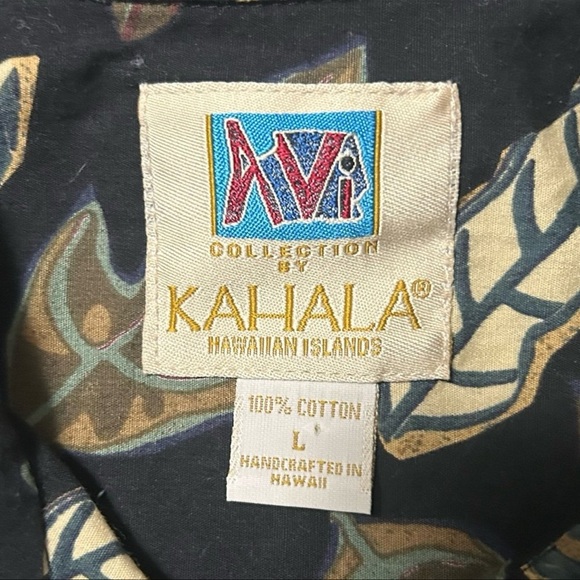 AVi
COLLECTION
BY
KAHALA®
HAWAIIAN ISLANDS
100% COTTON
L
HANDCRAFTED IN
HAWAII